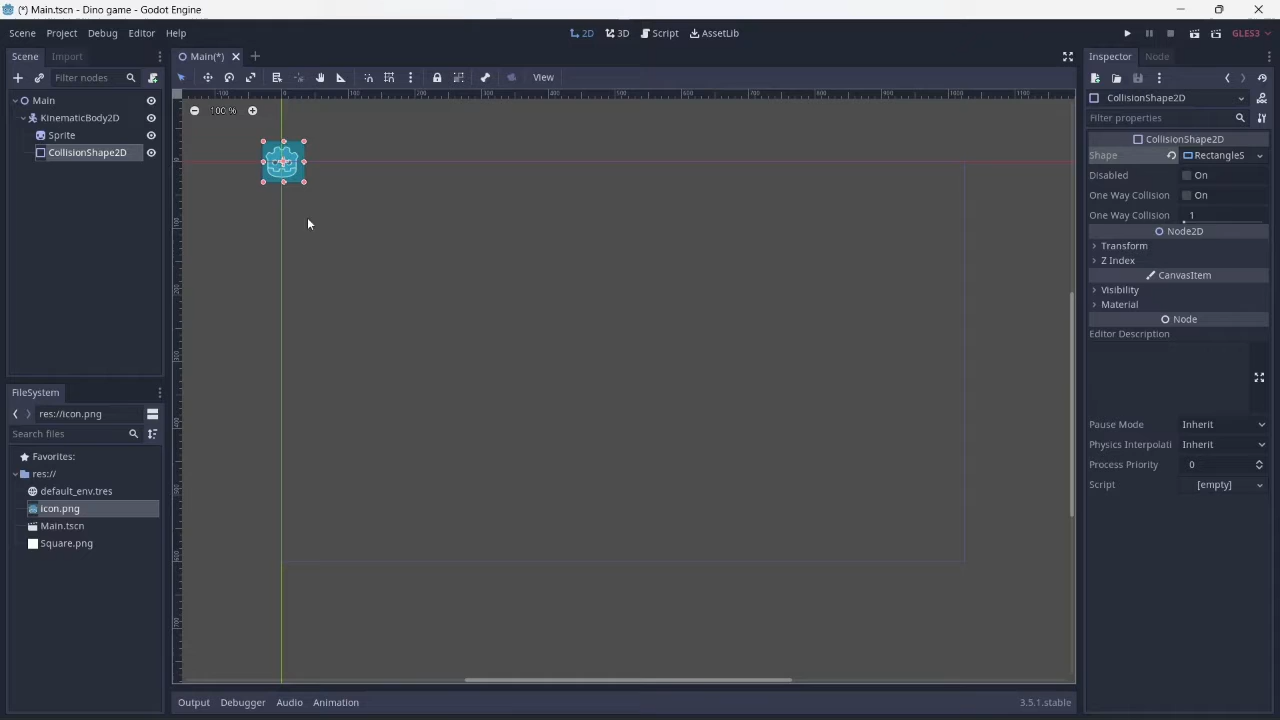 (*) Main.tscn - Dino game - Godot Engine
Scene Project Debug Editor Help
2D 3D Script AssetLib
GLES3
Scene Import
Filter nodes
Main
KinematicBody2D
Sprite
CollisionShape2D
FileSystem
res://icon.png
Search files
Favorites:
res://
default_env.tres
icon.png
Main.tscn
Square.png
Main(*)
View
100 %
Output Debugger Audio Animation
3.5.1.stable
Inspector Node
CollisionShape2D
Filter properties
CollisionShape2D
Shape RectangleS
Disabled On
One Way Collision On
One Way Collision 1
Node2D
Transform
Z Index
CanvasItem
Visibility
Material
Node
Editor Description
Pause Mode Inherit
Physics Interpolati Inherit
Process Priority 0
Script [empty]